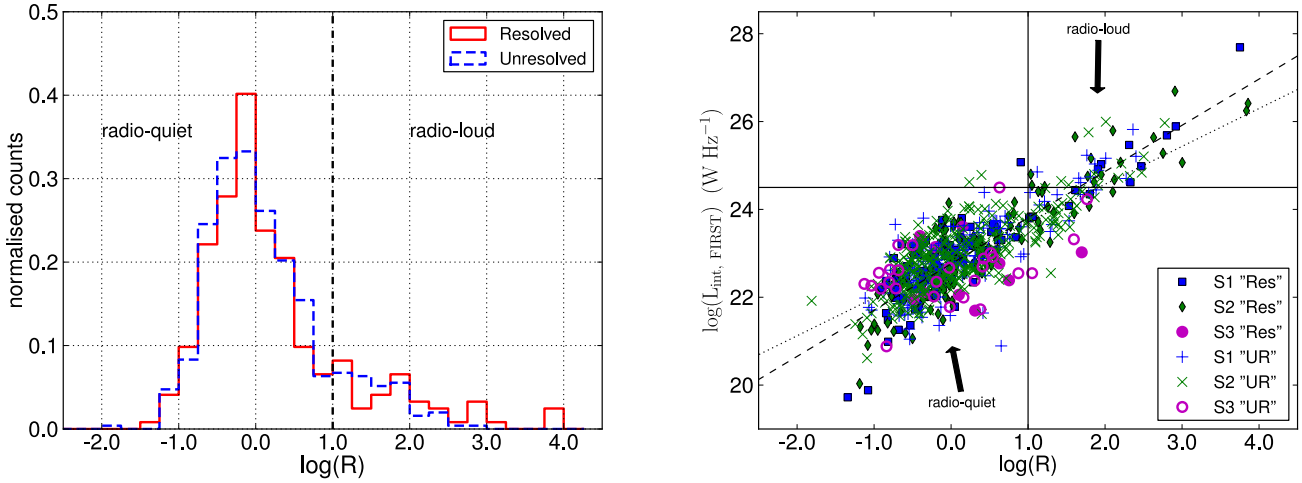 0.5
0.4
0.3
0.2
0.1
0.0
normalised counts
Resolved
Unresolved
radio-quiet
radio-loud
-2.0 -1.0 0.0 1.0 2.0 3.0 4.0
log(R)
28
26
24
22
20
log(L_int, FIRST) (W Hz⁻¹)
radio-loud
radio-quiet
S1 "Res"
S2 "Res"
S3 "Res"
S1 "UR"
S2 "UR"
S3 "UR"
-2.0 -1.0 0.0 1.0 2.0 3.0 4.0
log(R)